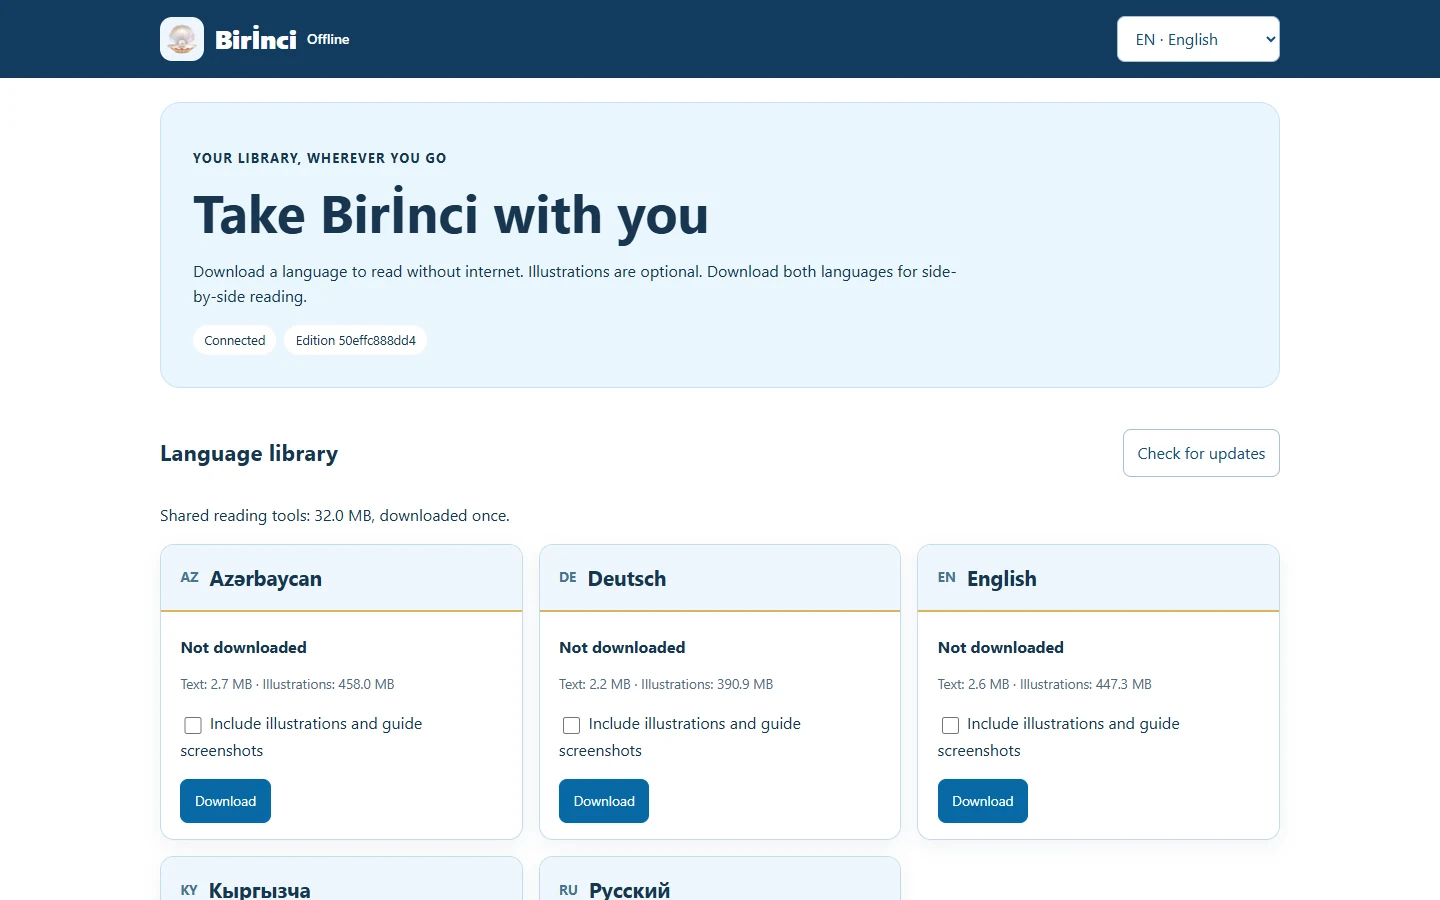 Birİnci Offline
EN · English
YOUR LIBRARY, WHEREVER YOU GO
Take Birİnci with you
Download a language to read without internet. Illustrations are optional. Download both languages for side-
by-side reading.
Connected
Edition 50effc888dd4
Language library
Check for updates
Shared reading tools: 32.0 MB, downloaded once.
AZ Azərbaycan
Not downloaded
Text: 2.7 MB · Illustrations: 458.0 MB
Include illustrations and guide
screenshots
Download
DE Deutsch
Not downloaded
Text: 2.2 MB · Illustrations: 390.9 MB
Include illustrations and guide
screenshots
Download
EN English
Not downloaded
Text: 2.6 MB · Illustrations: 447.3 MB
Include illustrations and guide
screenshots
Download
KY Кыргызча
RU Русский